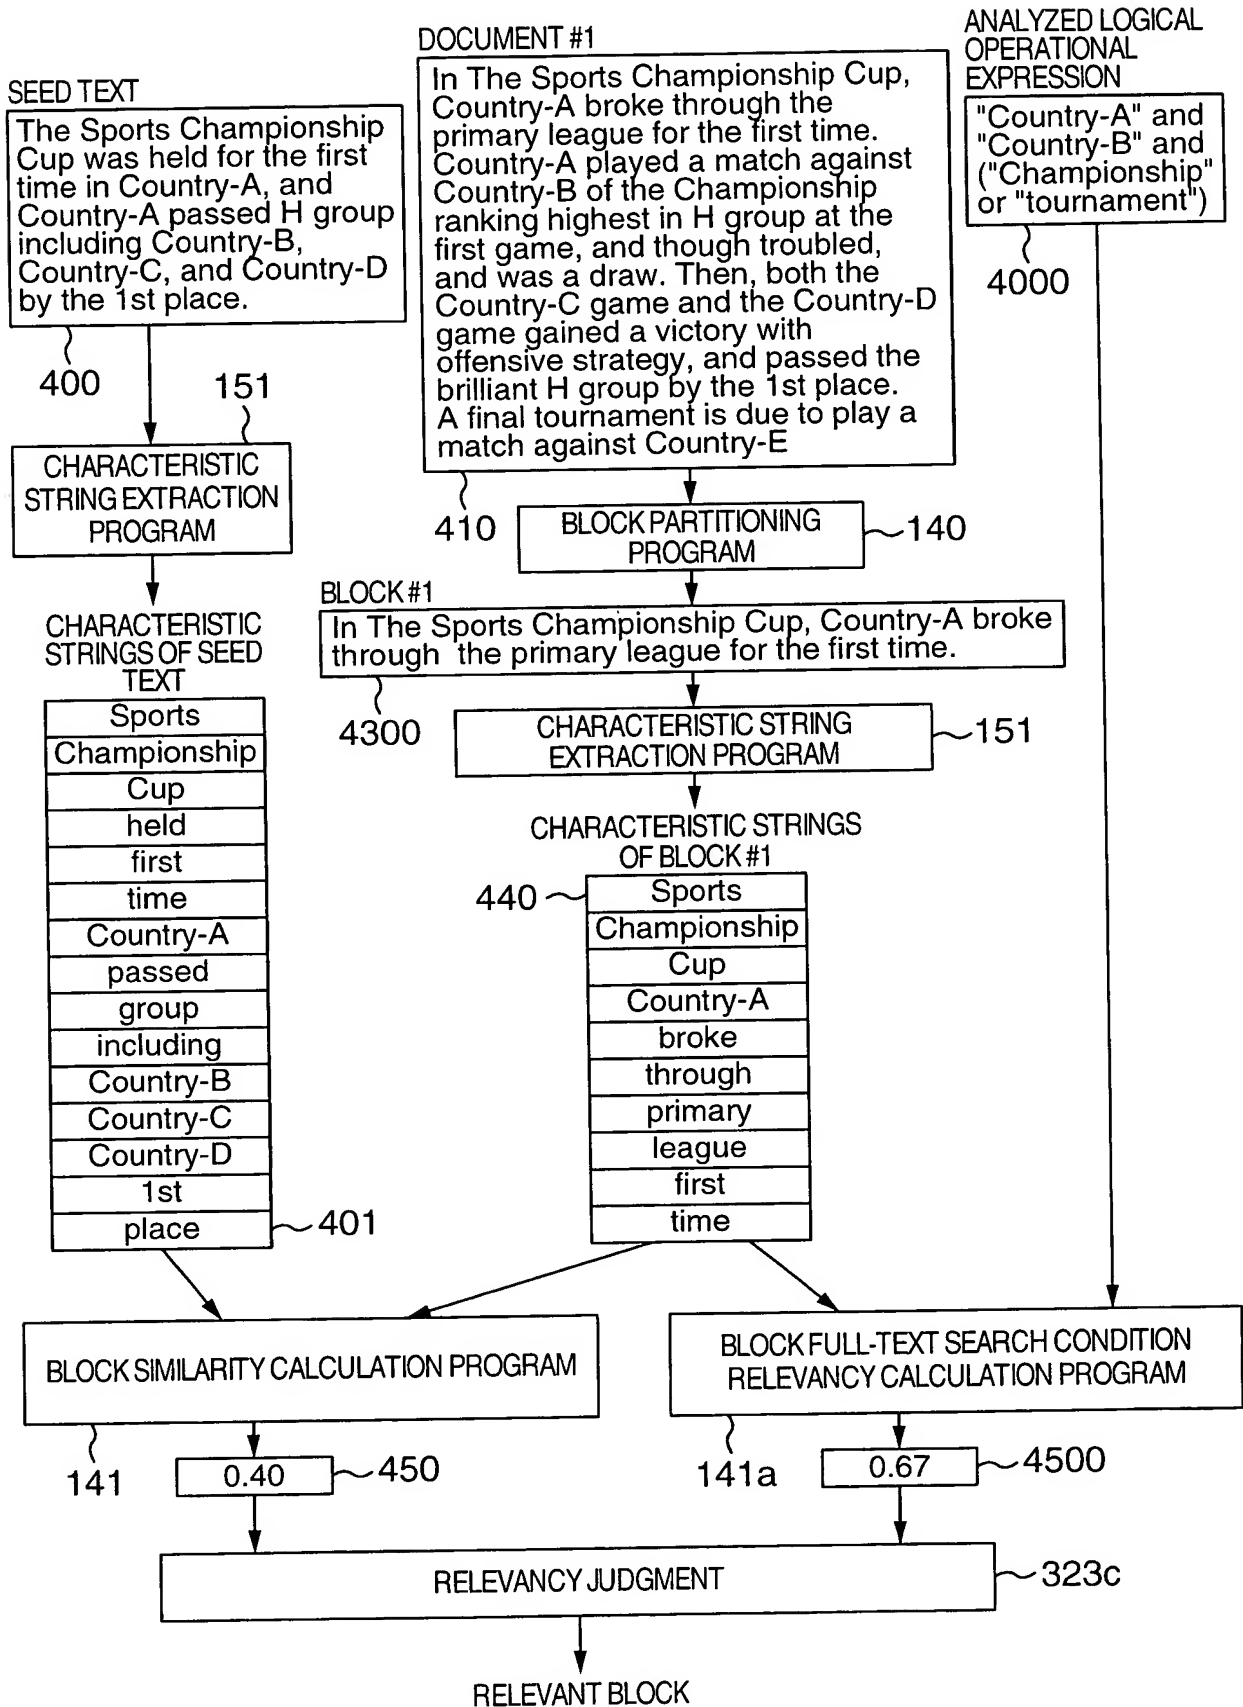 SEED TEXT
The Sports Championship
Cup was held for the first
time in Country-A, and
Country-A passed H group
including Country-B,
Country-C, and Country-D
by the 1st place.
400
151
CHARACTERISTIC
STRING EXTRACTION
PROGRAM
CHARACTERISTIC
STRINGS OF SEED
TEXT
Sports
Championship
Cup
held
first
time
Country-A
passed
group
including
Country-B
Country-C
Country-D
1st
place
401
DOCUMENT #1
In The Sports Championship Cup,
Country-A broke through the
primary league for the first time.
Country-A played a match against
Country-B of the Championship
ranking highest in H group at the
first game, and though troubled,
and was a draw. Then, both the
Country-C game and the Country-D
game gained a victory with
offensive strategy, and passed the
brilliant H group by the 1st place.
A final tournament is due to play a
match against Country-E
410
BLOCK PARTITIONING
PROGRAM
140
BLOCK #1
In The Sports Championship Cup, Country-A broke
through the primary league for the first time.
4300
CHARACTERISTIC STRING
EXTRACTION PROGRAM
151
CHARACTERISTIC STRINGS
OF BLOCK #1
440
Sports
Championship
Cup
Country-A
broke
through
primary
league
first
time
ANALYZED LOGICAL
OPERATIONAL
EXPRESSION
"Country-A" and
"Country-B" and
("Championship"
or "tournament")
4000
BLOCK SIMILARITY CALCULATION PROGRAM
141
0.40
450
BLOCK FULL-TEXT SEARCH CONDITION
RELEVANCY CALCULATION PROGRAM
141a
0.67
4500
RELEVANCY JUDGMENT
323c
RELEVANT BLOCK